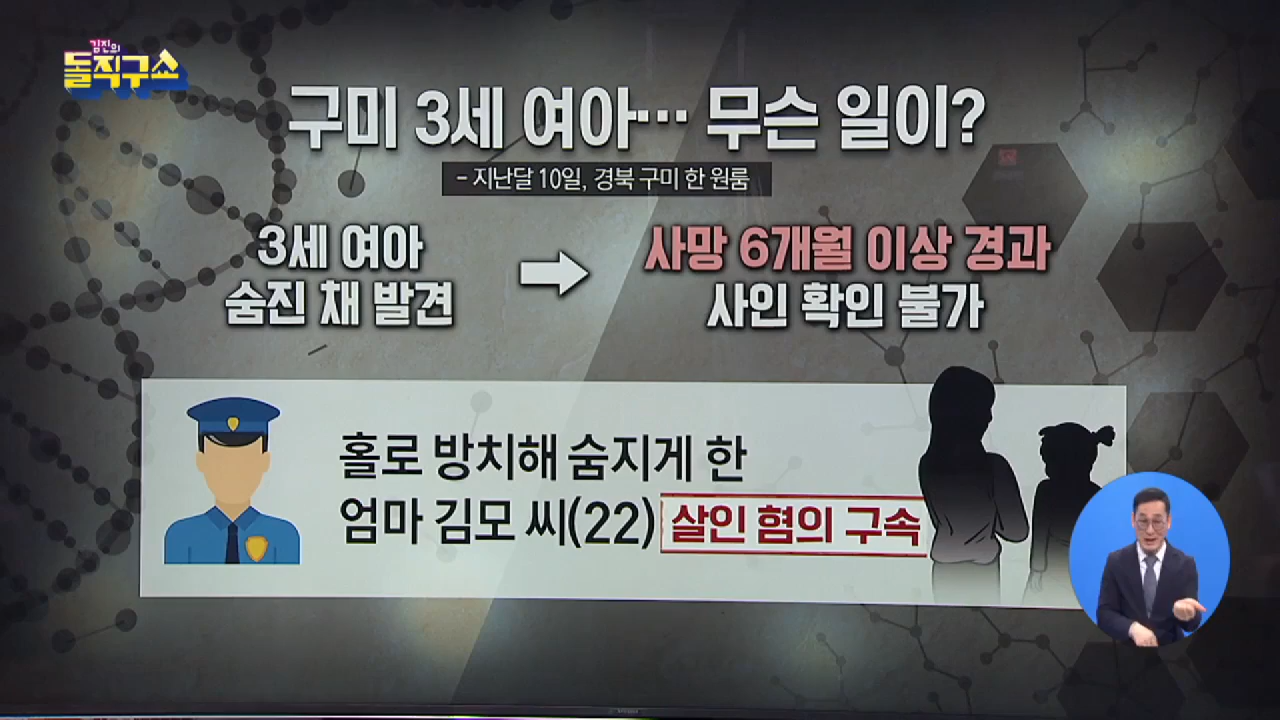 김진의
돌직구쇼
구미 3세 여아… 무슨 일이?
- 지난달 10일, 경북 구미 한 원룸
3세 여아
숨진 채 발견
사망 6개월 이상 경과
사인 확인 불가
홀로 방치해 숨지게 한
엄마 김모 씨(22) 살인 혐의 구속